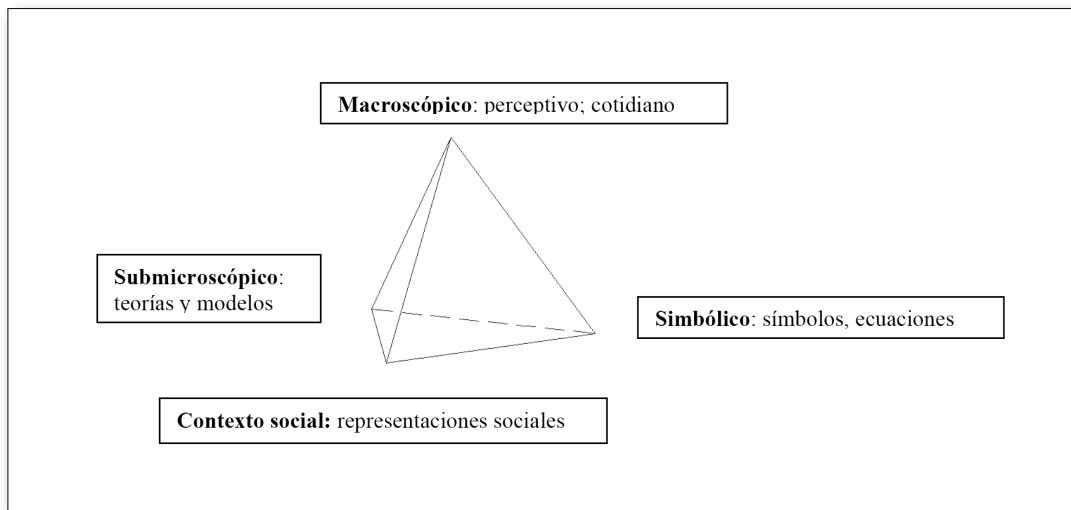 Macroscópico: perceptivo; cotidiano
Submicroscópico:
teorías y modelos
Simbólico: símbolos, ecuaciones
Contexto social: representaciones sociales